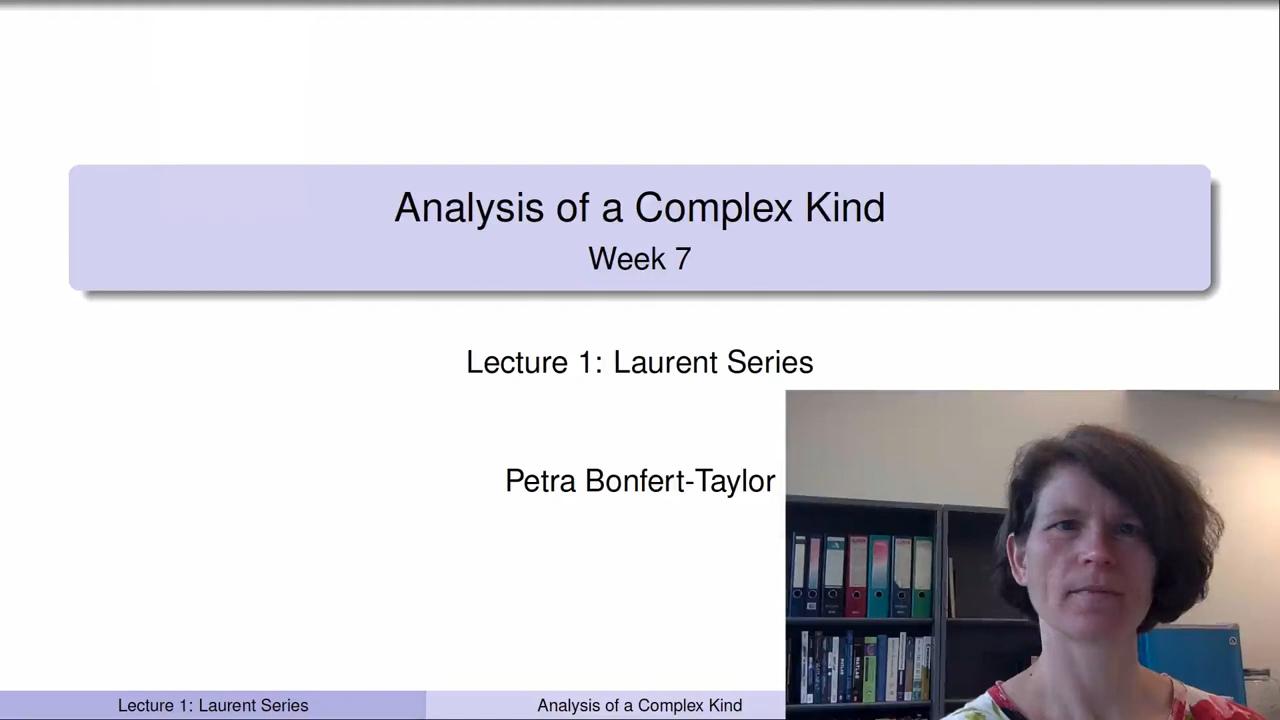 Analysis of a Complex Kind
Week 7
Lecture 1: Laurent Series
Petra Bonfert-Taylor
Lecture 1: Laurent Series
Analysis of a Complex Kind